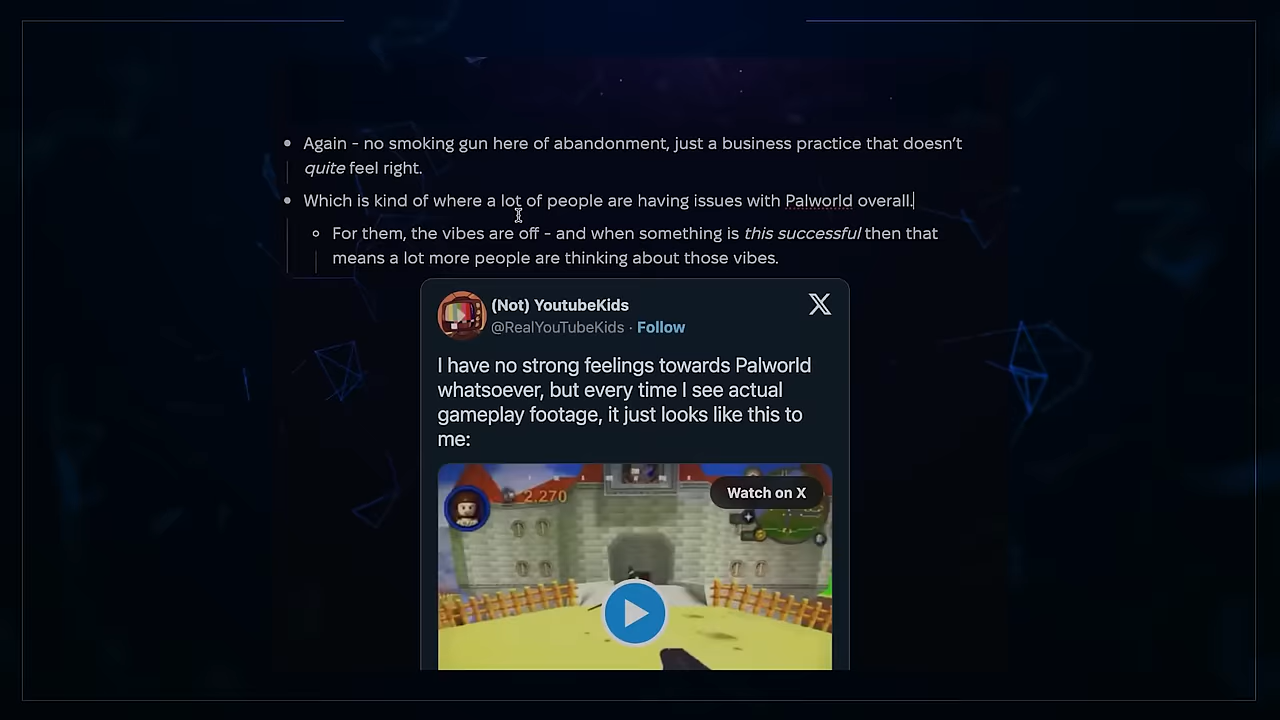 Again - no smoking gun here of abandonment, just a business practice that doesn't
quite feel right.
Which is kind of where a lot of people are having issues with Palworld overall.
For them, the vibes are off - and when something is this successful then that
means a lot more people are thinking about those vibes.
(Not) YoutubeKids
@RealYouTubeKids · Follow
I have no strong feelings towards Palworld
whatsoever, but every time I see actual
gameplay footage, it just looks like this to
me:
2,270
Watch on X